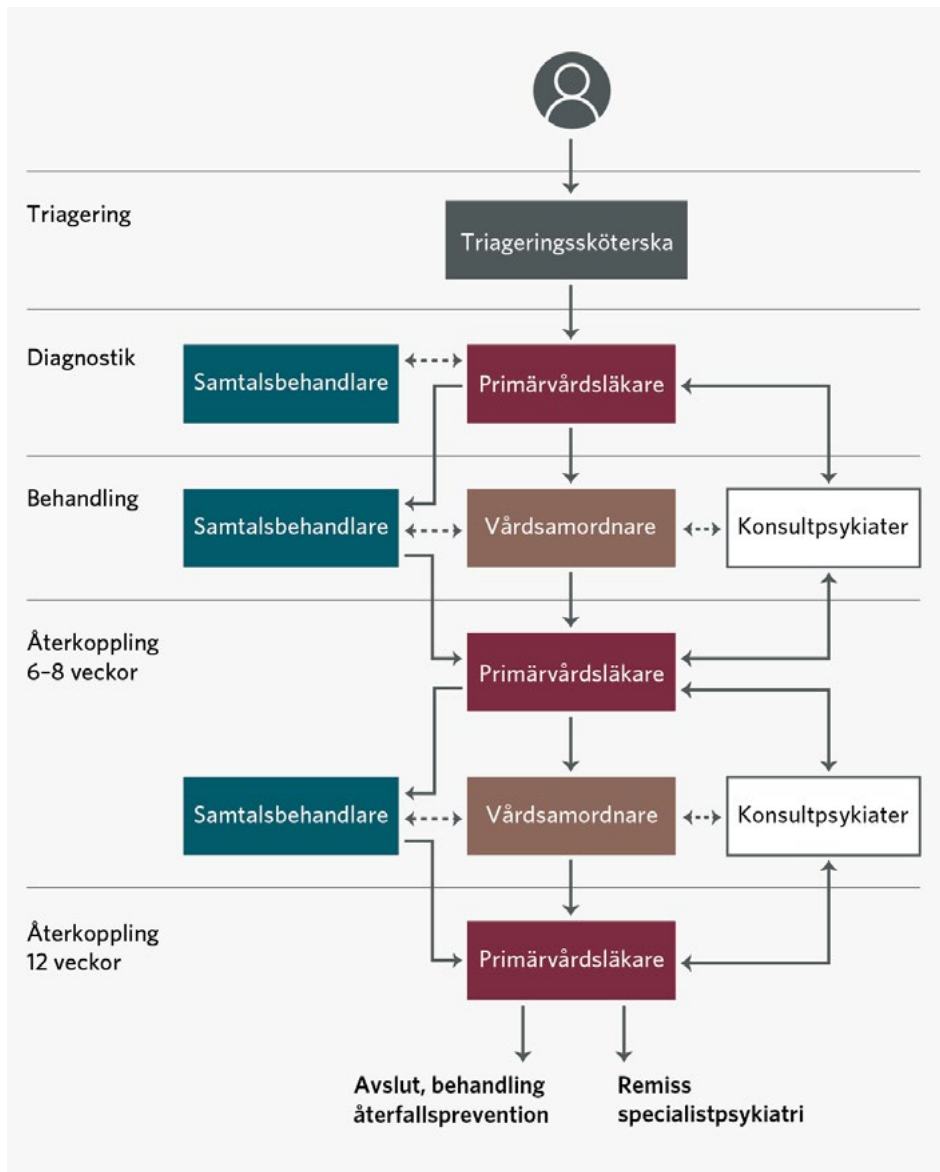 Triagering
Triageringssköterska
Diagnostik
Samtalsbehandlare
Primärvårdsläkare
Behandling
Samtalsbehandlare
Vårdsamordnare
Konsultpsykiater
Återkoppling
6–8 veckor
Primärvårdsläkare
Samtalsbehandlare
Vårdsamordnare
Konsultpsykiater
Återkoppling
12 veckor
Primärvårdsläkare
Avslut, behandling
återfallsprevention
Remiss
specialistpsykiatri